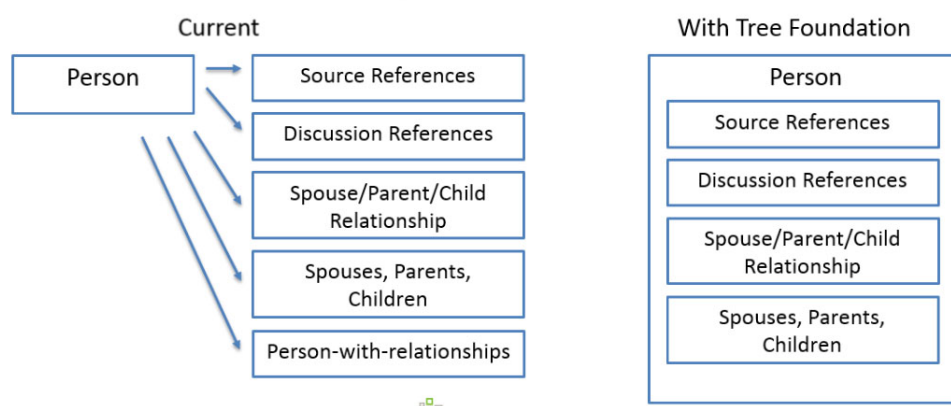 Current
Person
Source References
Discussion References
Spouse/Parent/Child
Relationship
Spouses, Parents,
Children
Person-with-relationships
With Tree Foundation
Person
Source References
Discussion References
Spouse/Parent/Child
Relationship
Spouses, Parents,
Children